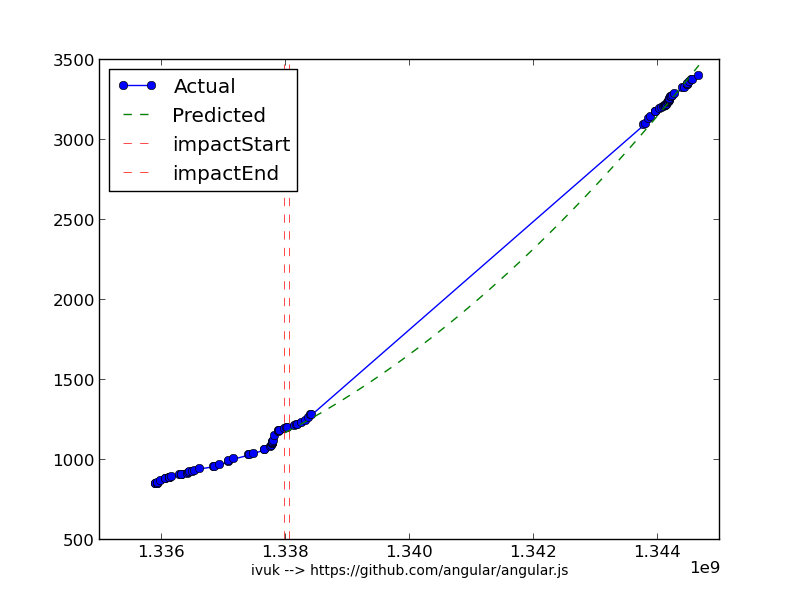 3500
3000
2500
2000
1500
1000
500
Actual
Predicted
impactStart
impactEnd
1.336 1.338 1.340 1.342 1.344
1e9
ivuk --> https://github.com/angular/angular.js